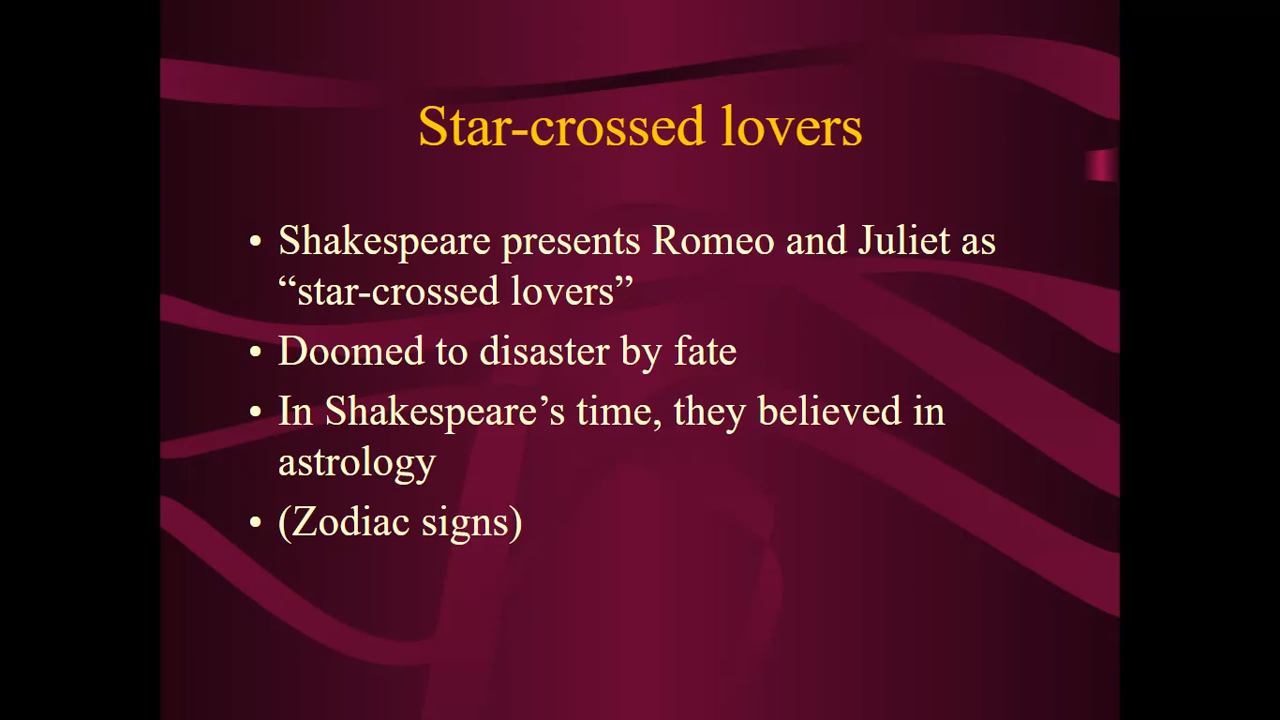 Star-crossed lovers
• Shakespeare presents Romeo and Juliet as
“star-crossed lovers”
• Doomed to disaster by fate
• In Shakespeare’s time, they believed in
astrology
• (Zodiac signs)